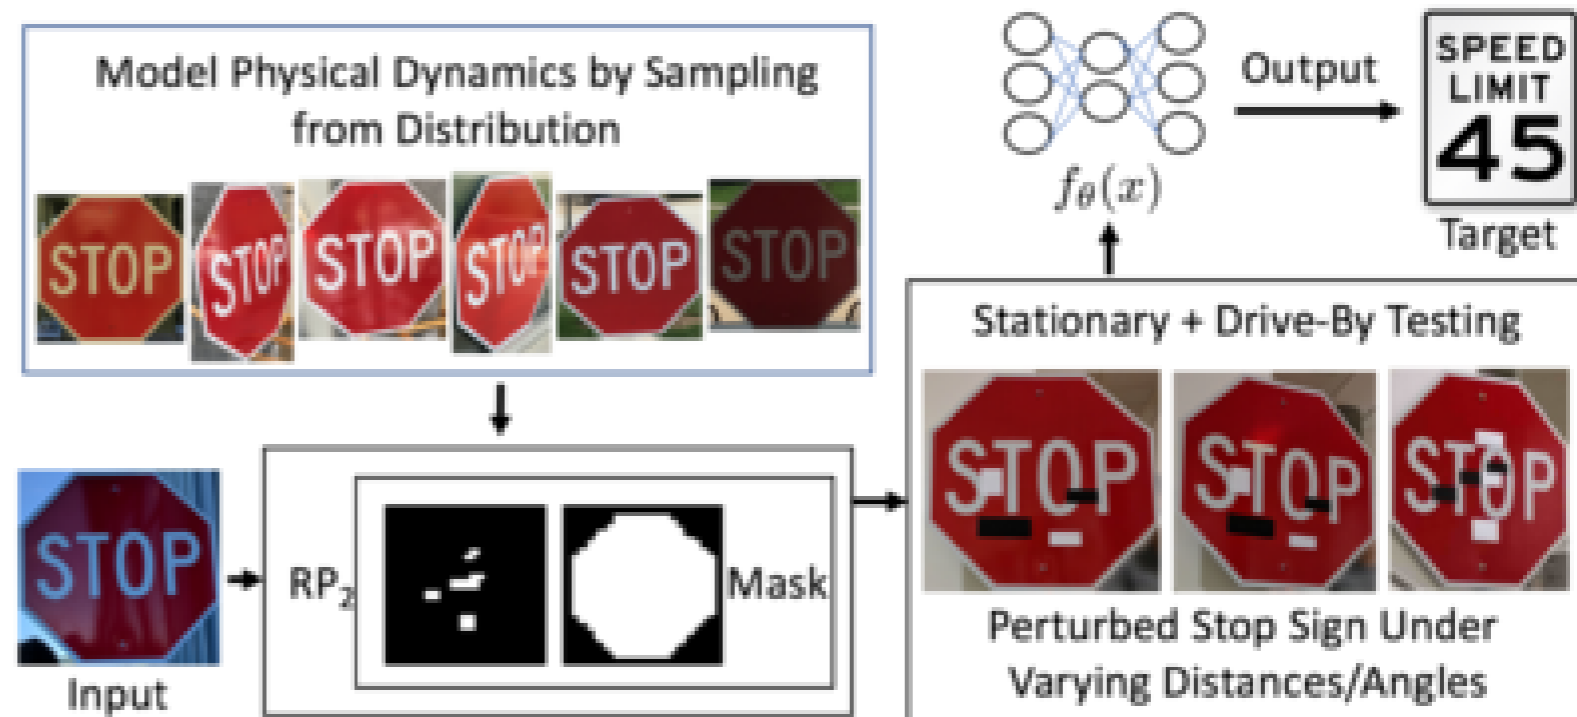 Model Physical Dynamics by Sampling
from Distribution
STOP
STOP
STOP
STOP
STOP
STOP
Output
SPEED
LIMIT
45
Target
f_θ(x)
Input
STOP
RP₂
Mask
Stationary + Drive-By Testing
STOP
STOP
STOP
Perturbed Stop Sign Under
Varying Distances/Angles